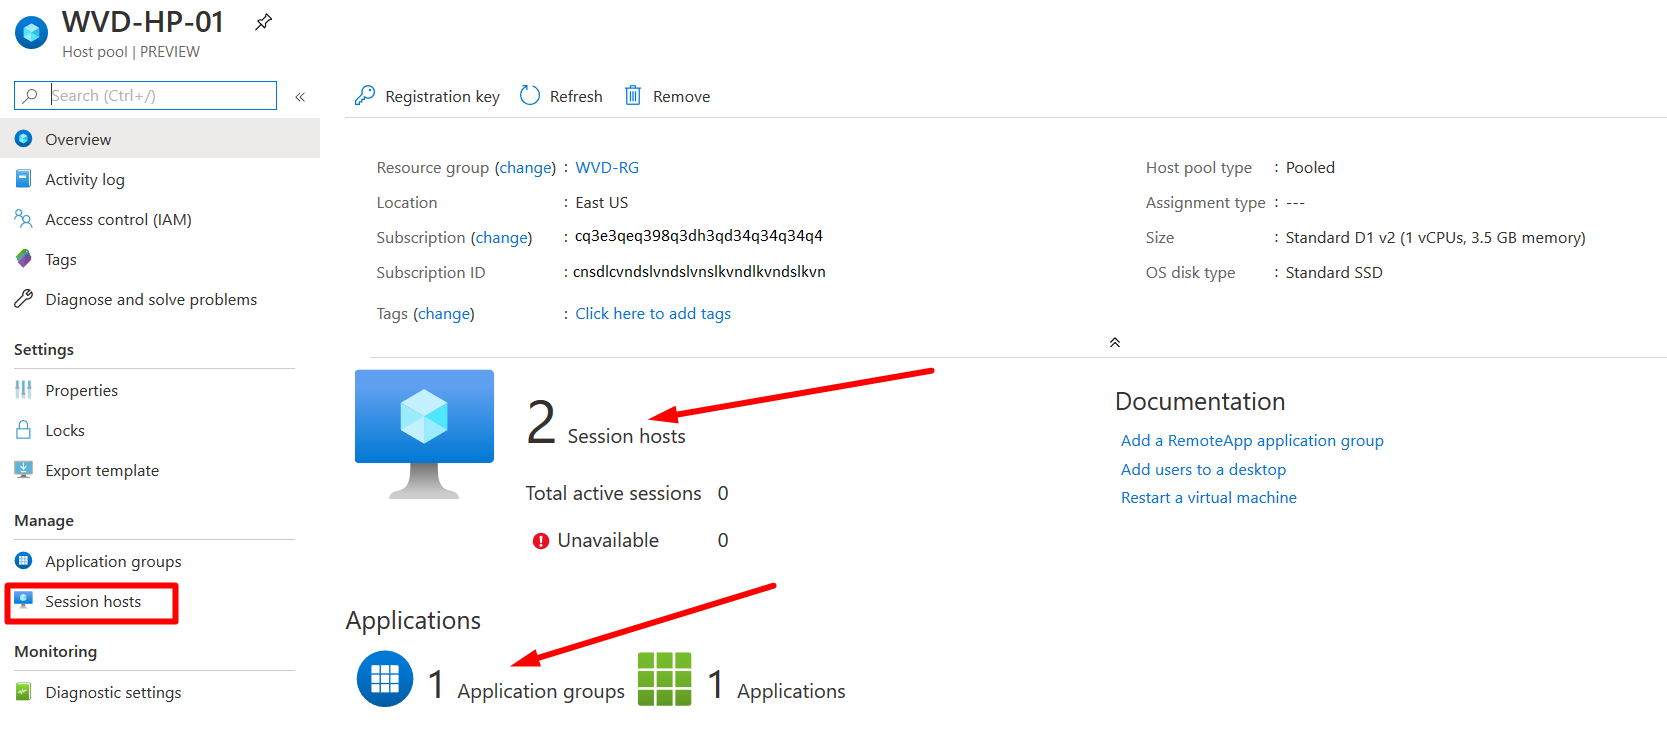 WVD-HP-01
Host pool | PREVIEW
Search (Ctrl+/)
«
Overview
Activity log
Access control (IAM)
Tags
Diagnose and solve problems
Settings
Properties
Locks
Export template
Manage
Application groups
Session hosts
Monitoring
Diagnostic settings
Registration key Refresh Remove
Resource group (change) : WVD-RG
Location : East US
Subscription (change) : cq3e3qeq398q3dh3qd34q34q34q4
Subscription ID : cnsdlcvndslvndslvnslkvndlkvndslkvn
Tags (change) : Click here to add tags
Host pool type : Pooled
Assignment type : ---
Size : Standard D1 v2 (1 vCPUs, 3.5 GB memory)
OS disk type : Standard SSD
2 Session hosts
Total active sessions 0
Unavailable 0
Documentation
Add a RemoteApp application group
Add users to a desktop
Restart a virtual machine
Applications
1 Application groups 1 Applications